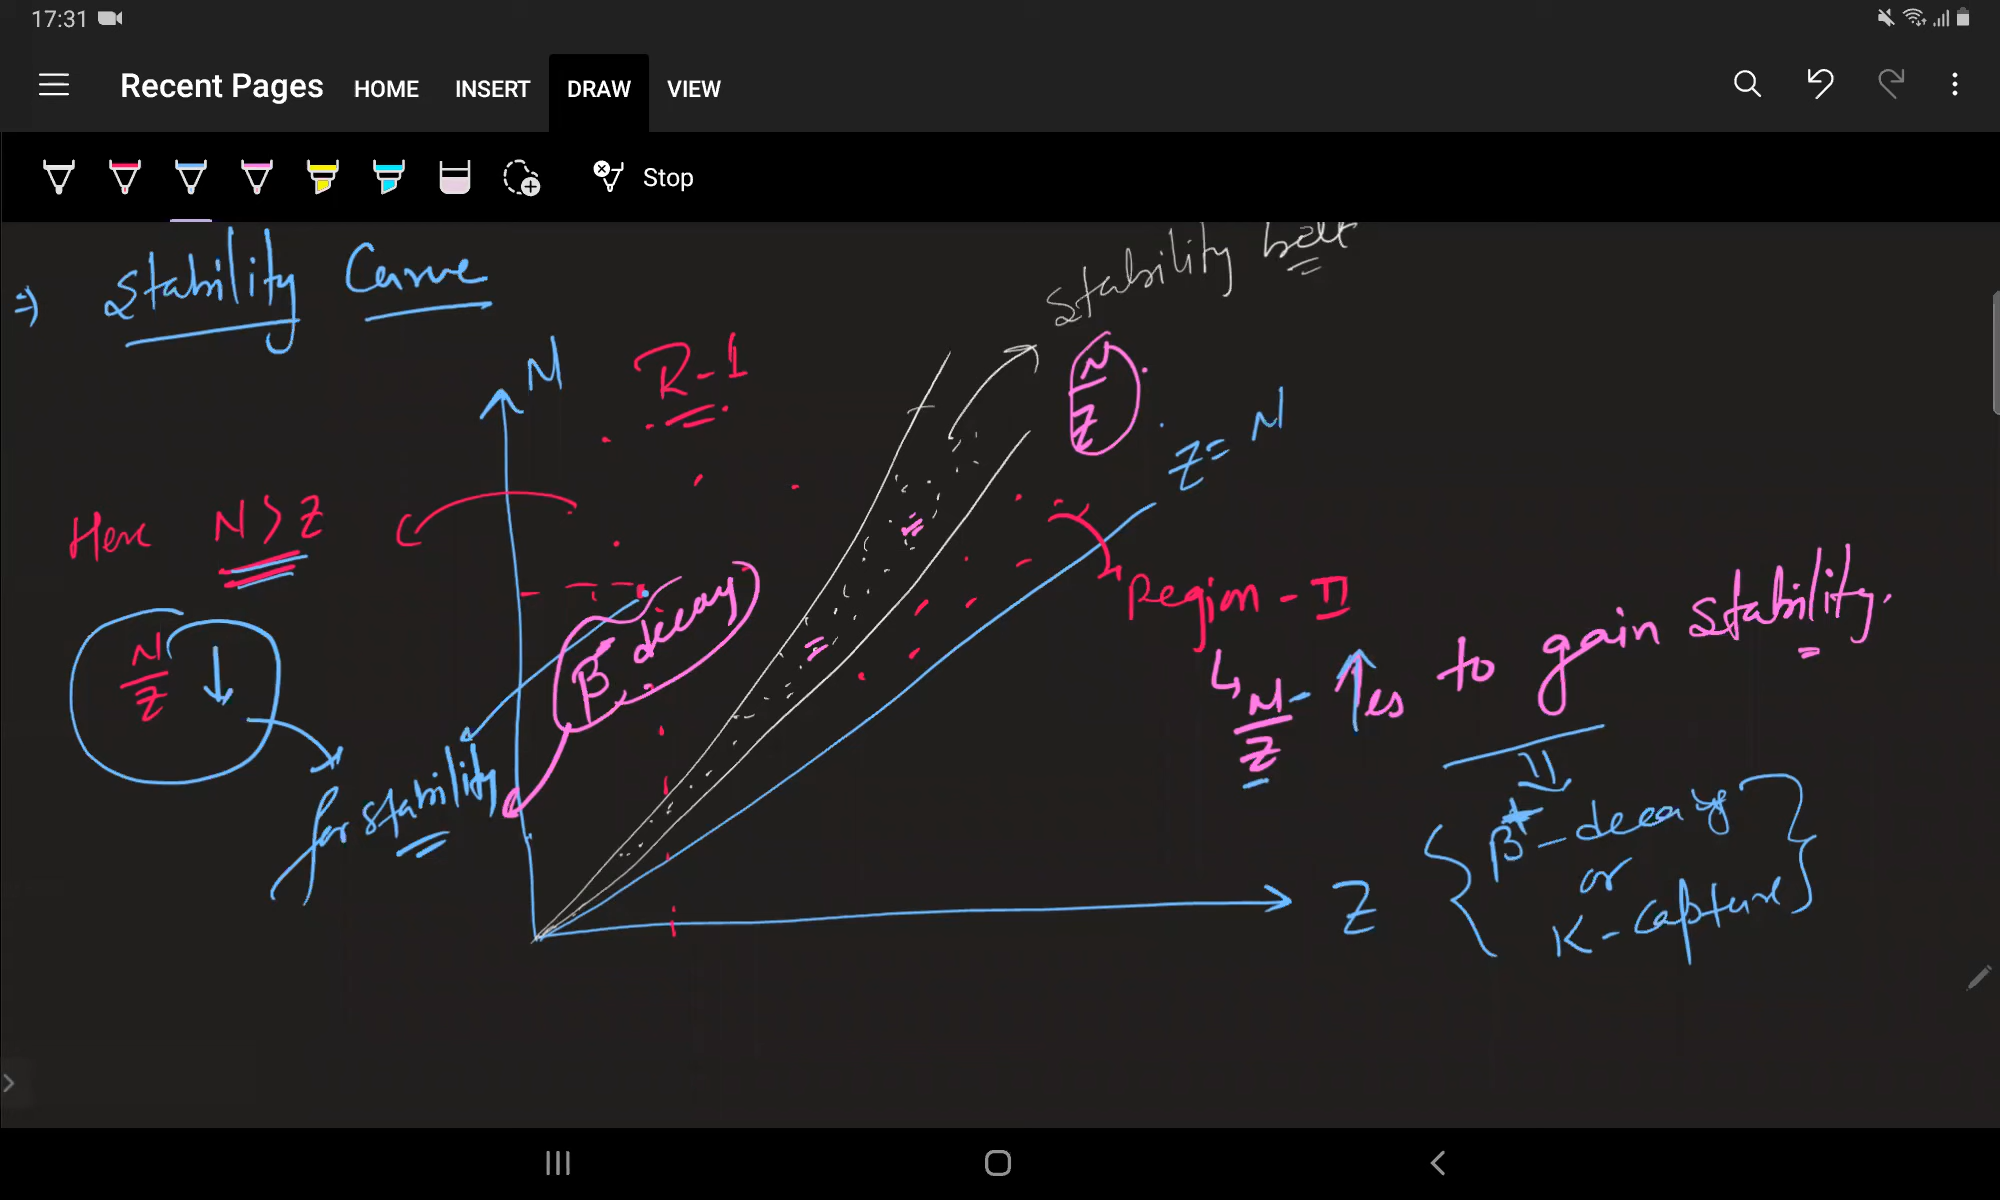 17:31
Recent Pages HOME INSERT DRAW VIEW
Stop
=) Stability Curve
Stability belt
N
R-1
N/Z
Z = N
Here N > Z
N/Z ↓
for stability
β⁻ decay
Region - II
↳ N/Z - ↑es to gain stability.
β⁺ - decay
or
K - Capture
Z